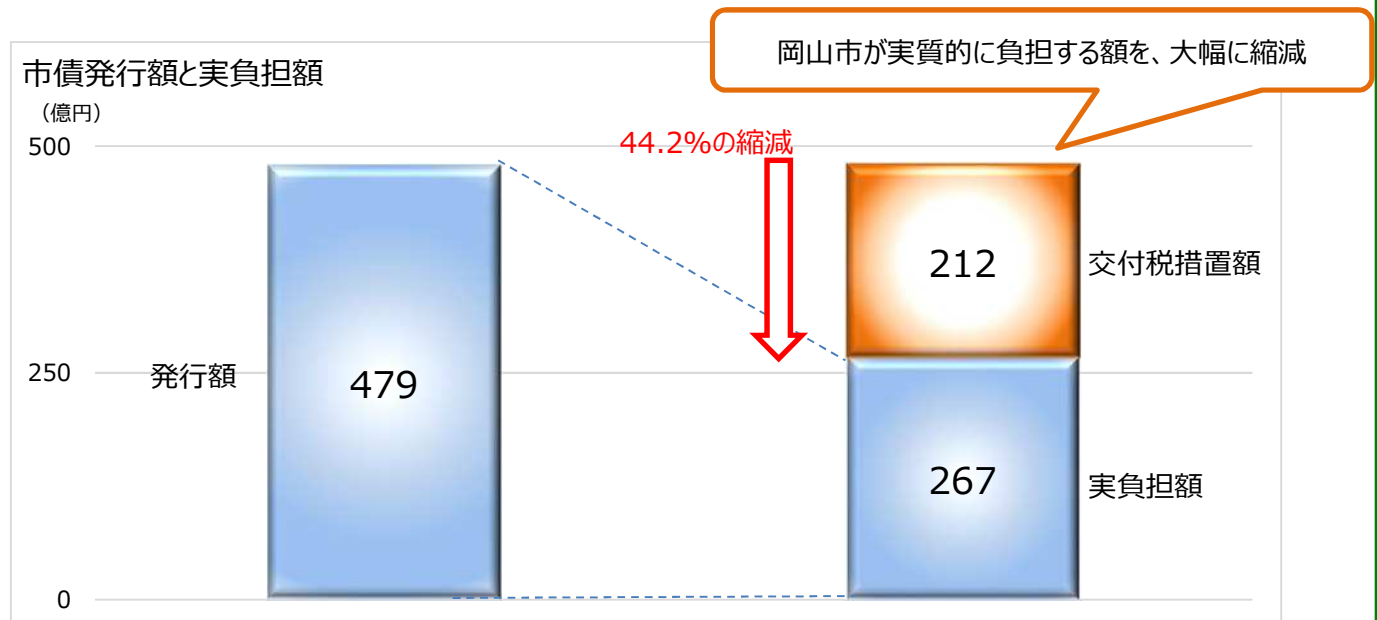 岡山市が実質的に負担する額を、大幅に縮減
市債発行額と実負担額
（億円）
500
44.2%の縮減
212
交付税措置額
250
発行額
479
267
実負担額
0